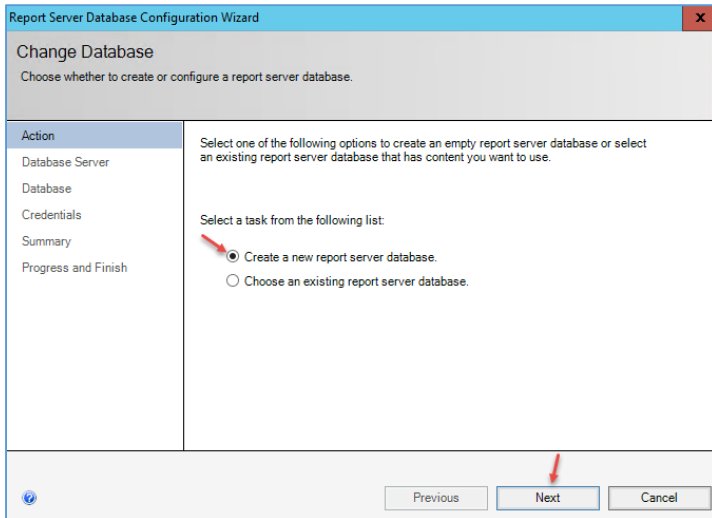 Report Server Database Configuration Wizard
x
Change Database
Choose whether to create or configure a report server database.
Action
Database Server
Database
Credentials
Summary
Progress and Finish
Select one of the following options to create an empty report server database or select
an existing report server database that has content you want to use.
Select a task from the following list:
Create a new report server database.
Choose an existing report server database.
?
Previous
Next
Cancel